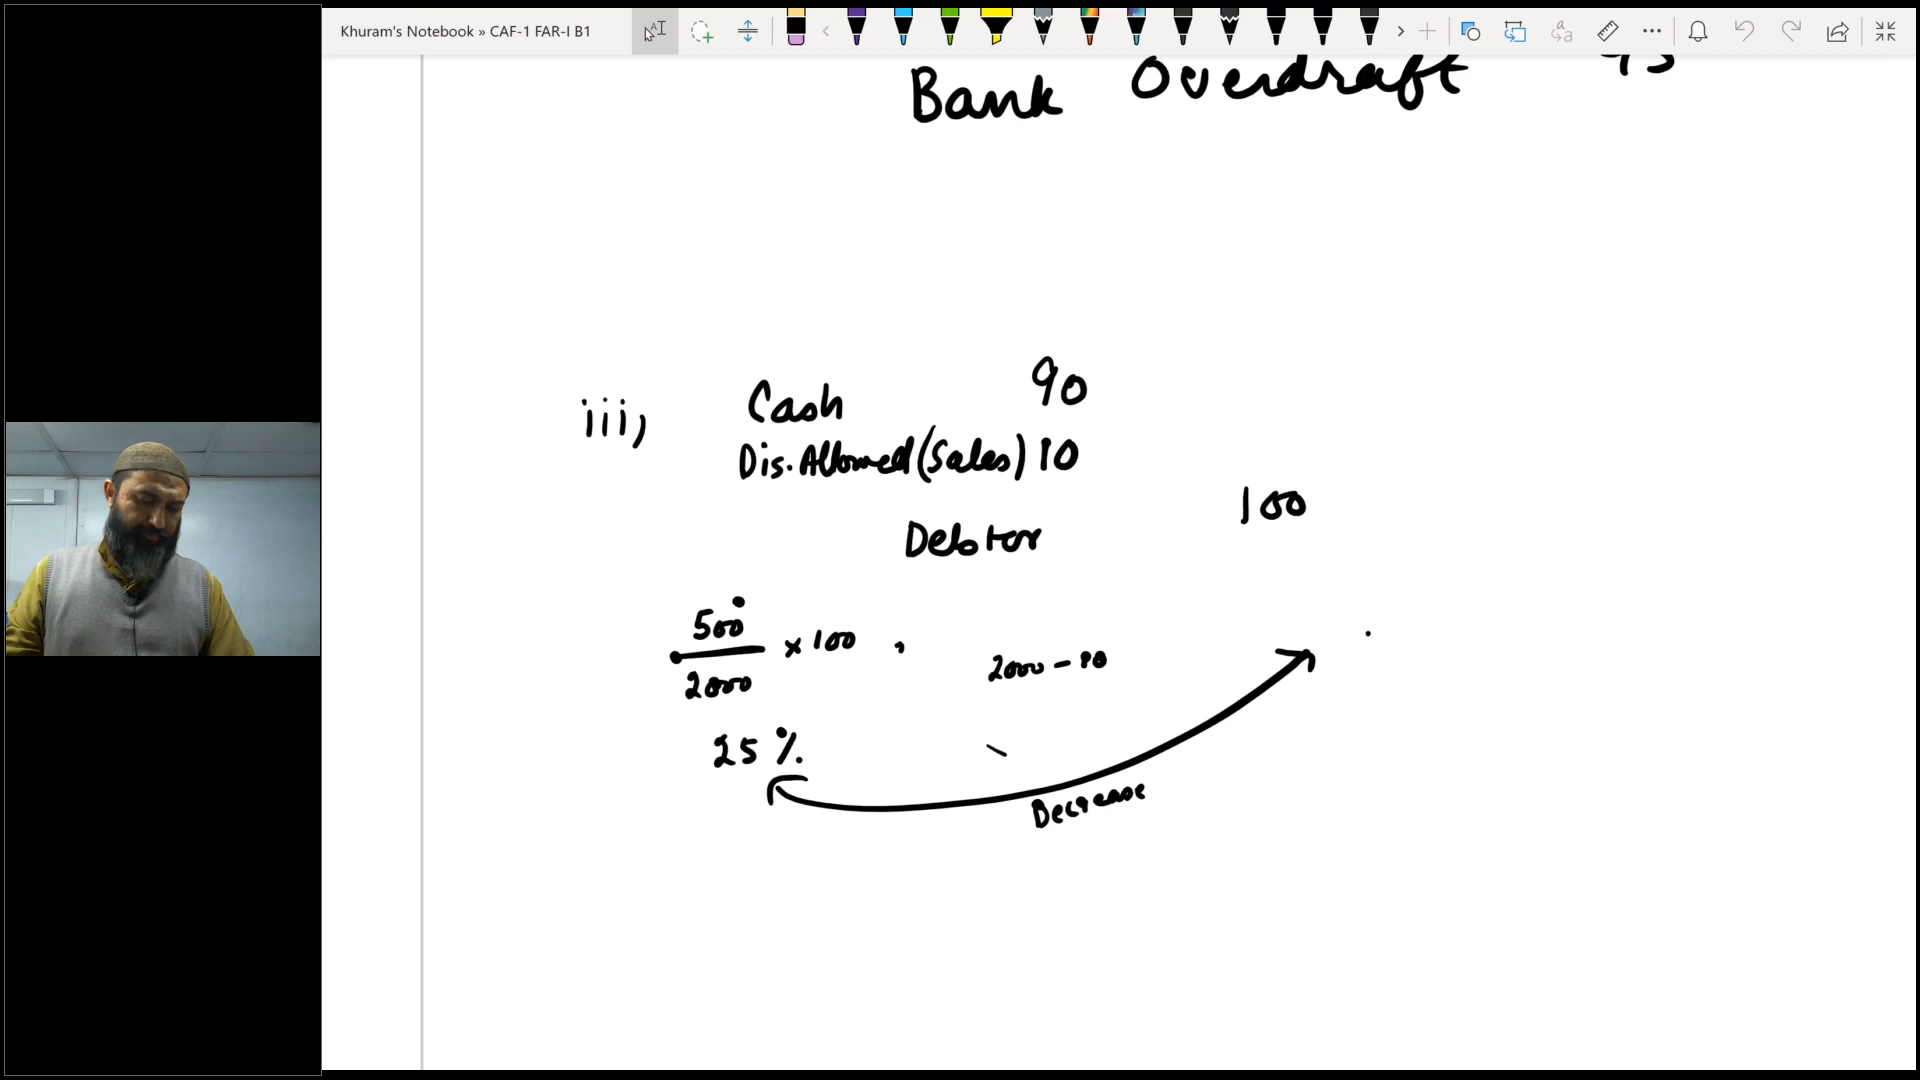 Khuram's Notebook » CAF-1 FAR-I B1
Bank Overdraft
iii, Cash 90
Dis. Allowed (Sales) 10
Debtor 100
500
2000
× 100
2000 - 10
25 %
Decrease